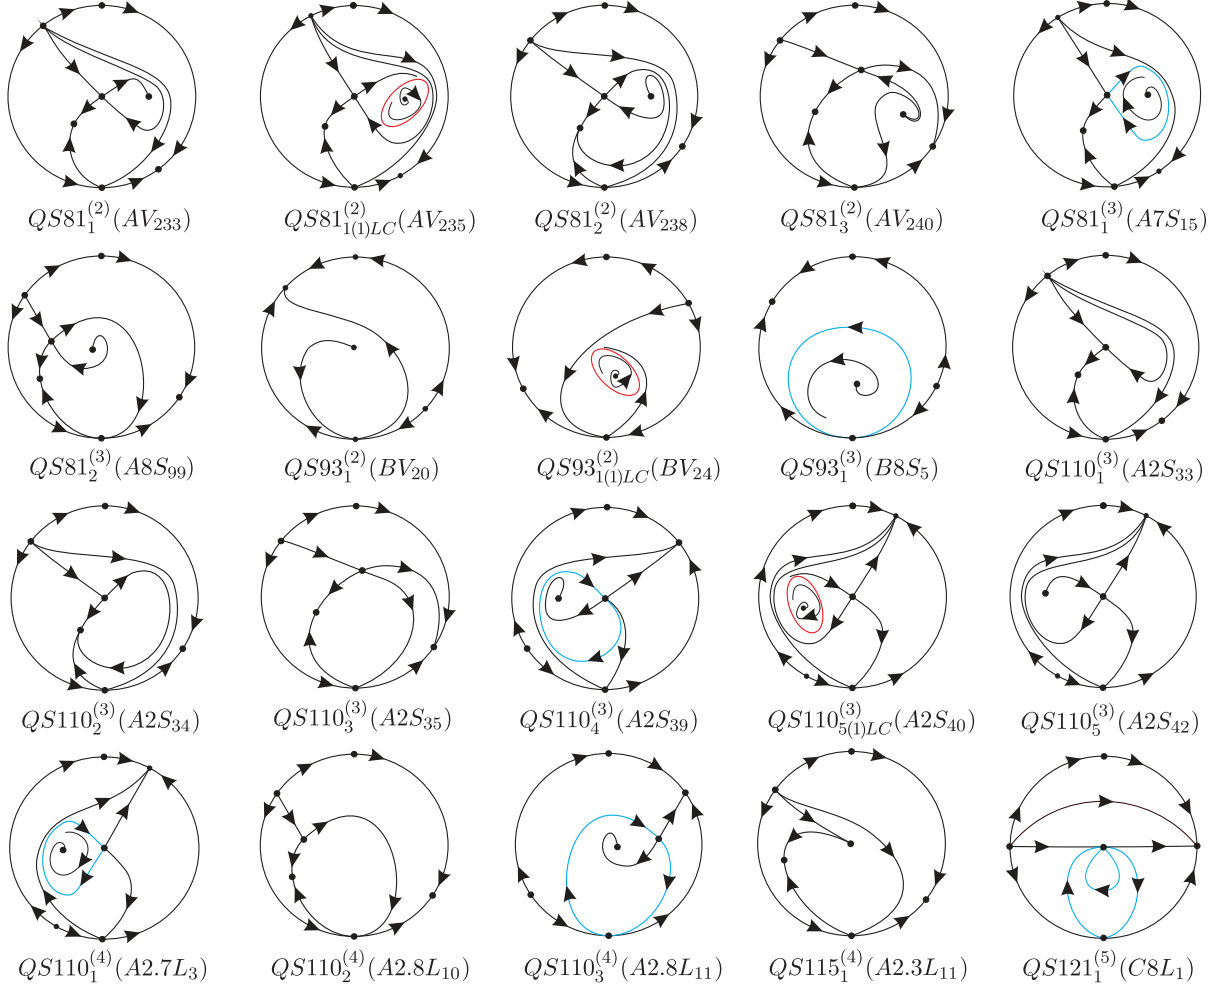 QS81_1^{(2)}(AV_{233}) QS81_{1(1)LC}^{(2)}(AV_{235}) QS81_2^{(2)}(AV_{238}) QS81_3^{(2)}(AV_{240}) QS81_1^{(3)}(A7S_{15})
QS81_2^{(3)}(A8S_{99}) QS93_1^{(2)}(BV_{20}) QS93_{1(1)LC}^{(2)}(BV_{24}) QS93_1^{(3)}(B8S_5) QS110_1^{(3)}(A2S_{33})
QS110_2^{(3)}(A2S_{34}) QS110_3^{(3)}(A2S_{35}) QS110_4^{(3)}(A2S_{39}) QS110_{5(1)LC}^{(3)}(A2S_{40}) QS110_5^{(3)}(A2S_{42})
QS110_1^{(4)}(A2.7L_3) QS110_2^{(4)}(A2.8L_{10}) QS110_3^{(4)}(A2.8L_{11}) QS115_1^{(4)}(A2.3L_{11}) QS121_1^{(5)}(C8L_1)